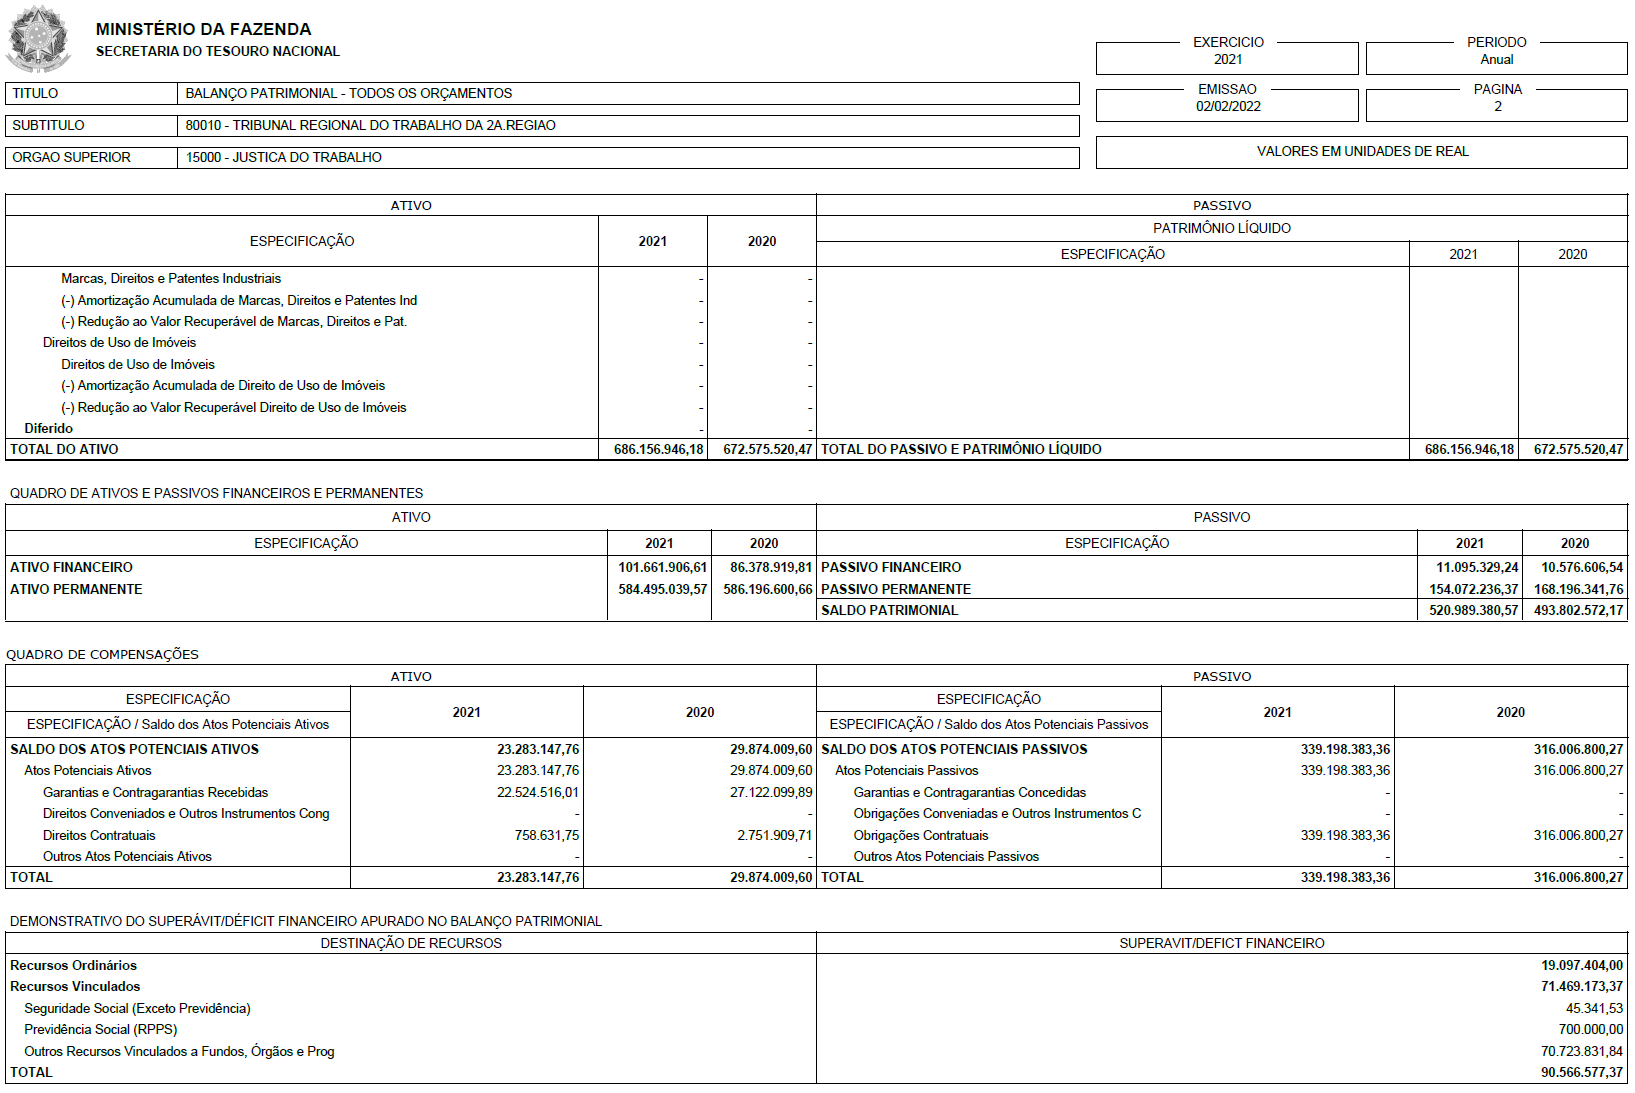 MINISTÉRIO DA FAZENDA
SECRETARIA DO TESOURO NACIONAL
EXERCICIO
2021
PERIODO
Anual
EMISSAO
02/02/2022
PAGINA
2
TITULO BALANÇO PATRIMONIAL - TODOS OS ORÇAMENTOS
SUBTITULO 80010 - TRIBUNAL REGIONAL DO TRABALHO DA 2A.REGIAO
ORGAO SUPERIOR 15000 - JUSTICA DO TRABALHO
VALORES EM UNIDADES DE REAL
ATIVO PASSIVO
PATRIMÔNIO LÍQUIDO
ESPECIFICAÇÃO 2021 2020 ESPECIFICAÇÃO 2021 2020
Marcas, Direitos e Patentes Industriais - -
(-) Amortização Acumulada de Marcas, Direitos e Patentes Ind - -
(-) Redução ao Valor Recuperável de Marcas, Direitos e Pat. - -
Direitos de Uso de Imóveis - -
Direitos de Uso de Imóveis - -
(-) Amortização Acumulada de Direito de Uso de Imóveis - -
(-) Redução ao Valor Recuperável Direito de Uso de Imóveis - -
Diferido - -
TOTAL DO ATIVO 686.156.946,18 672.575.520,47 TOTAL DO PASSIVO E PATRIMÔNIO LÍQUIDO 686.156.946,18 672.575.520,47
QUADRO DE ATIVOS E PASSIVOS FINANCEIROS E PERMANENTES
ATIVO PASSIVO
ESPECIFICAÇÃO 2021 2020 ESPECIFICAÇÃO 2021 2020
ATIVO FINANCEIRO 101.661.906,61 86.378.919,81 PASSIVO FINANCEIRO 11.095.329,24 10.576.606,54
ATIVO PERMANENTE 584.495.039,57 586.196.600,66 PASSIVO PERMANENTE 154.072.236,37 168.196.341,76
SALDO PATRIMONIAL 520.989.380,57 493.802.572,17
QUADRO DE COMPENSAÇÕES
ATIVO PASSIVO
ESPECIFICAÇÃO 2021 2020 ESPECIFICAÇÃO 2021 2020
ESPECIFICAÇÃO / Saldo dos Atos Potenciais Ativos ESPECIFICAÇÃO / Saldo dos Atos Potenciais Passivos
SALDO DOS ATOS POTENCIAIS ATIVOS 23.283.147,76 29.874.009,60 SALDO DOS ATOS POTENCIAIS PASSIVOS 339.198.383,36 316.006.800,27
Atos Potenciais Ativos 23.283.147,76 29.874.009,60 Atos Potenciais Passivos 339.198.383,36 316.006.800,27
Garantias e Contragarantias Recebidas 22.524.516,01 27.122.099,89 Garantias e Contragarantias Concedidas - -
Direitos Conveniados e Outros Instrumentos Cong - - Obrigações Conveniadas e Outros Instrumentos C - -
Direitos Contratuais 758.631,75 2.751.909,71 Obrigações Contratuais 339.198.383,36 316.006.800,27
Outros Atos Potenciais Ativos - - Outros Atos Potenciais Passivos - -
TOTAL 23.283.147,76 29.874.009,60 TOTAL 339.198.383,36 316.006.800,27
DEMONSTRATIVO DO SUPERÁVIT/DÉFICIT FINANCEIRO APURADO NO BALANÇO PATRIMONIAL
DESTINAÇÃO DE RECURSOS SUPERAVIT/DEFICT FINANCEIRO
Recursos Ordinários 19.097.404,00
Recursos Vinculados 71.469.173,37
Seguridade Social (Exceto Previdência) 45.341,53
Previdência Social (RPPS) 700.000,00
Outros Recursos Vinculados a Fundos, Órgãos e Prog 70.723.831,84
TOTAL 90.566.577,37